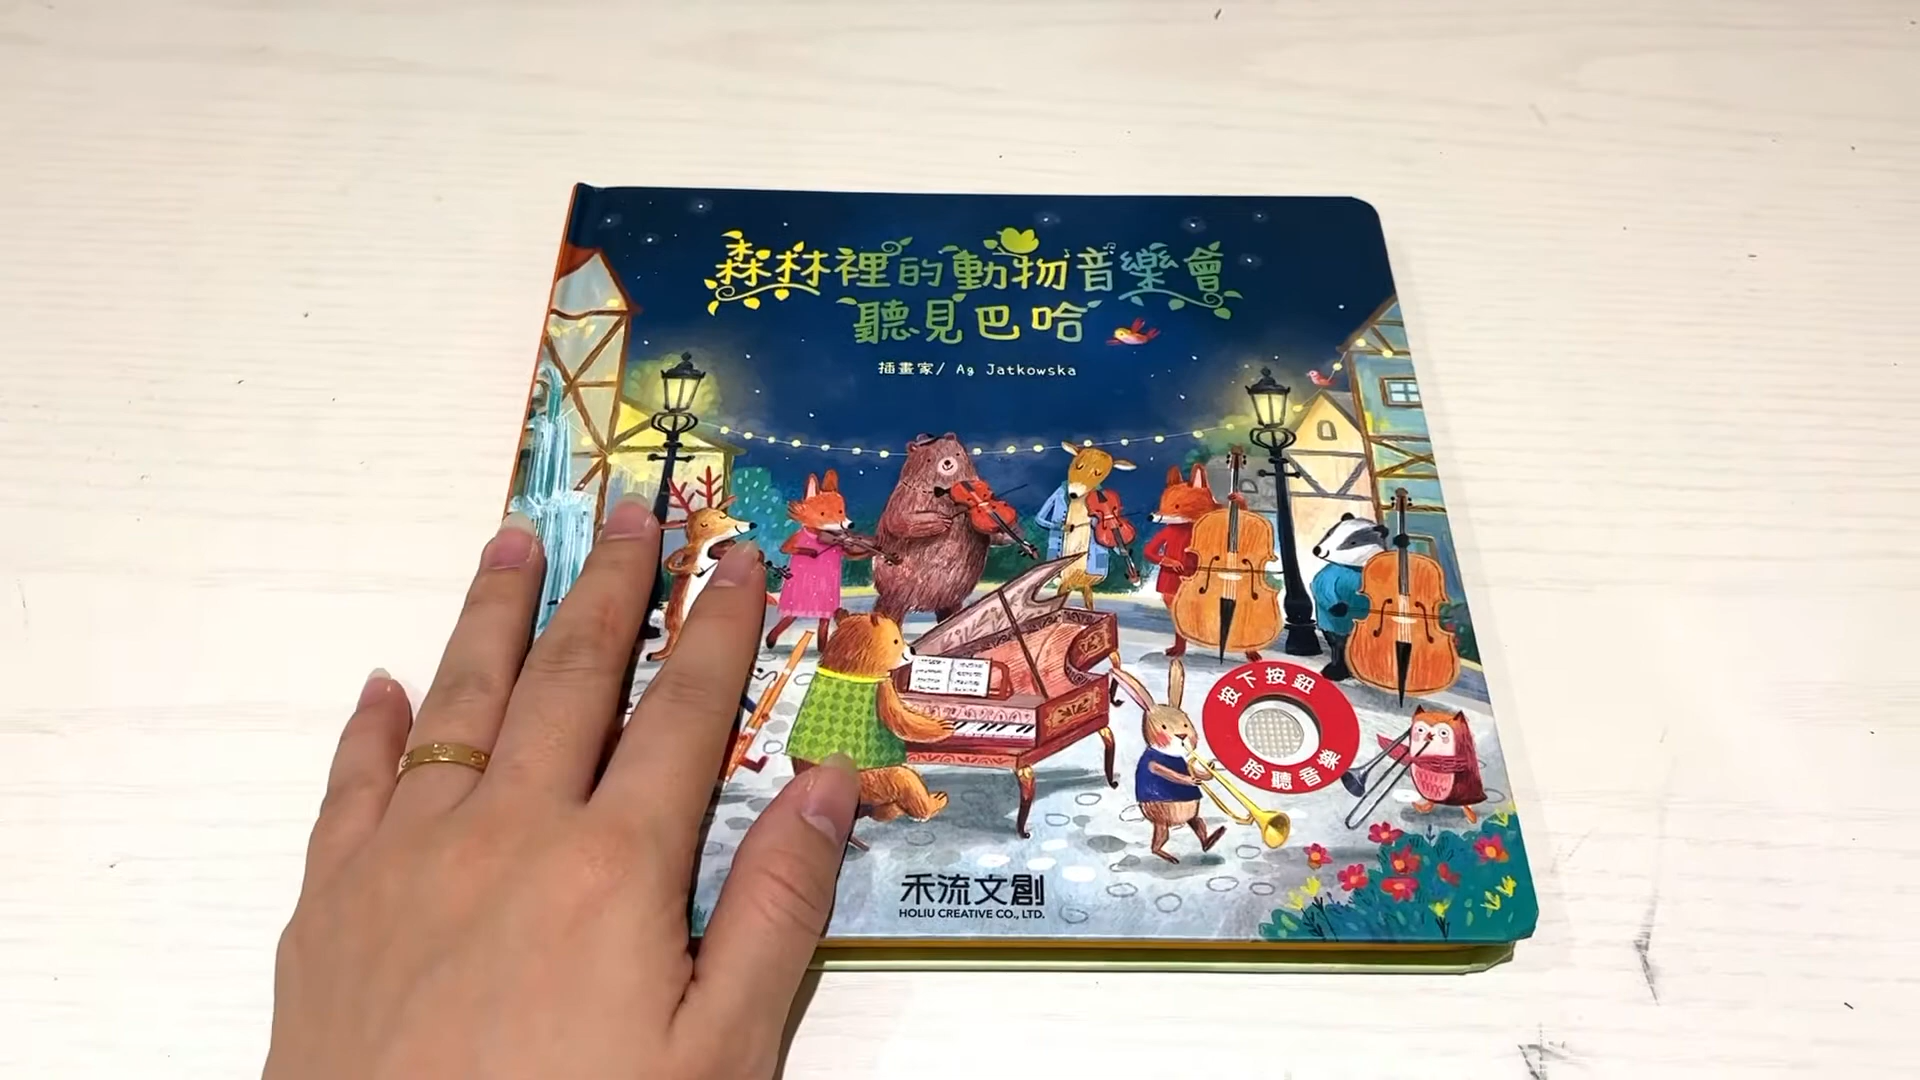 森林裡的動物音樂會
聽見巴哈
插畫家/ Ag Jatkowska
按下按鈕
聆聽音樂
禾流文創
HOLIU CREATIVE CO., LTD.